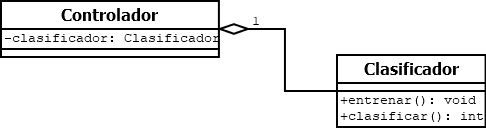 Controlador
-clasificador: Clasificador
1
Clasificador
+entrenar(): void
+clasificar(): int